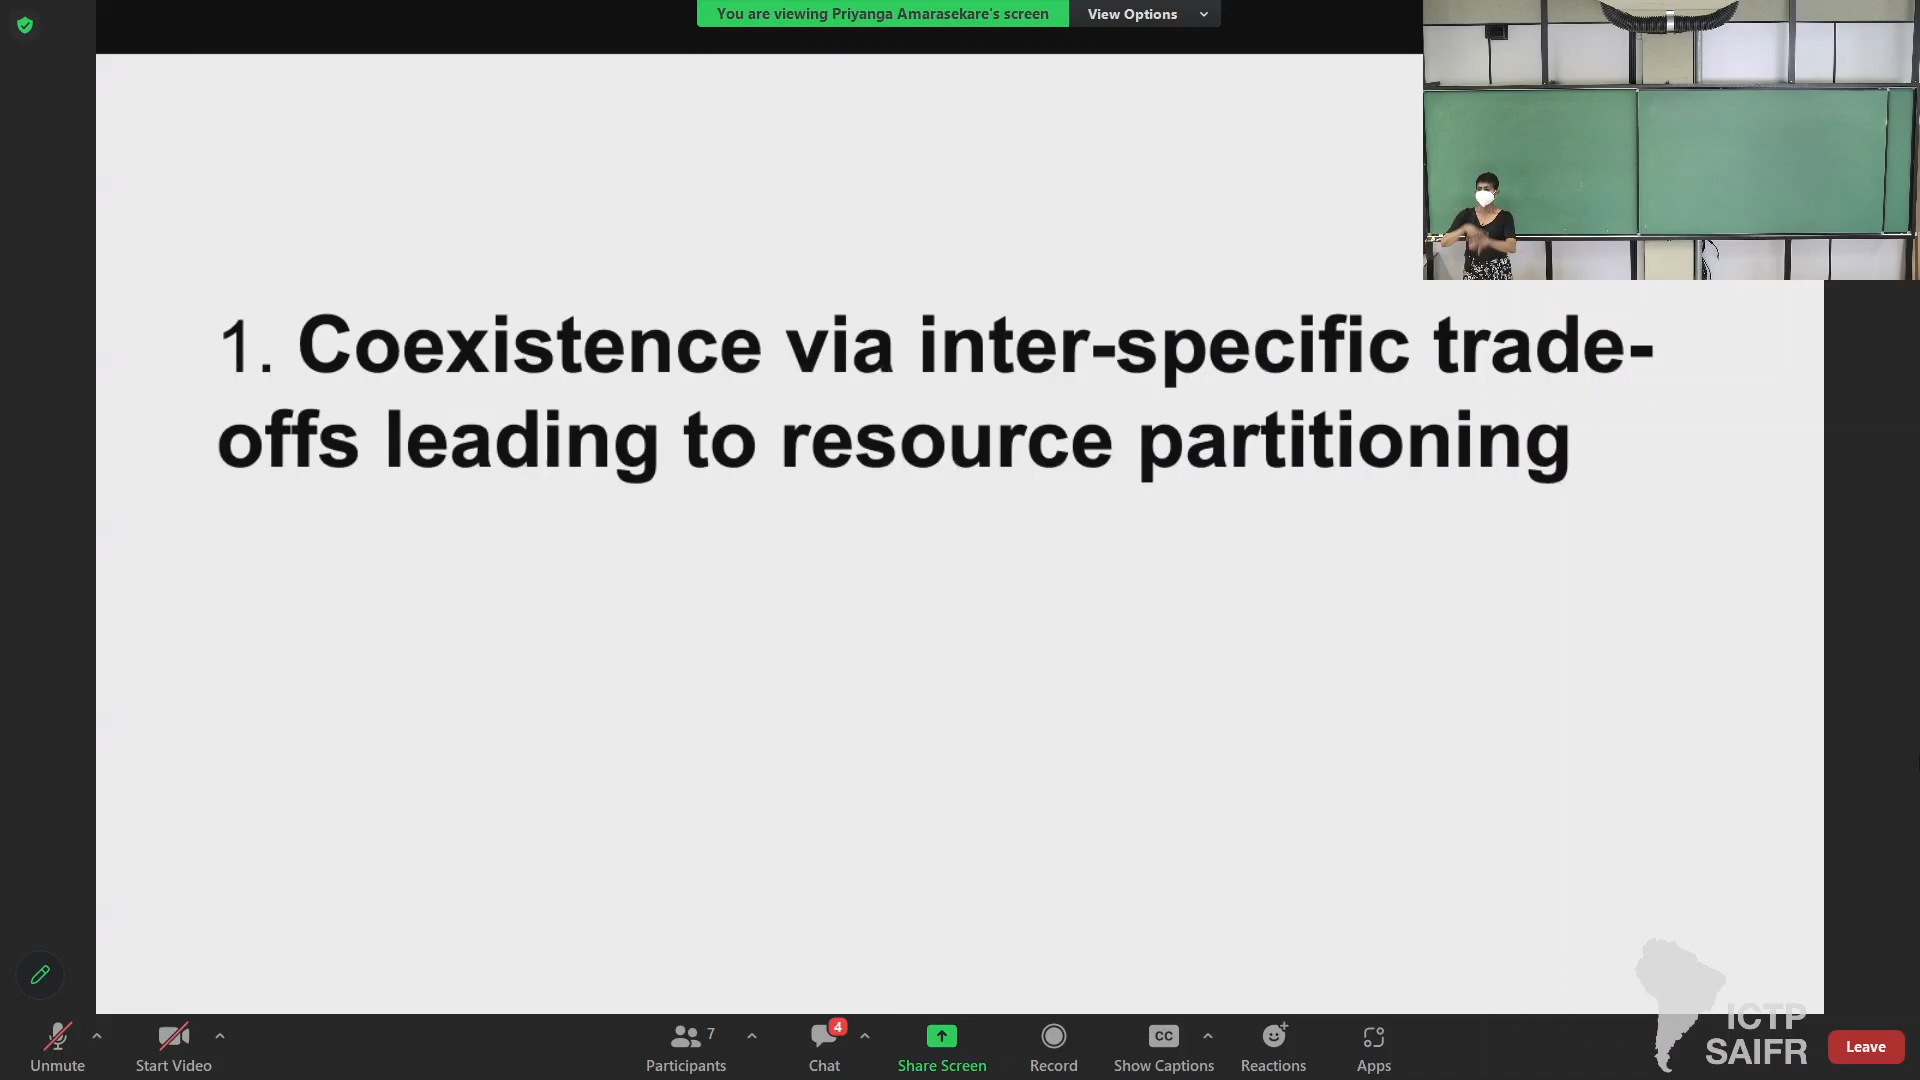 You are viewing Priyanga Amarasekare's screen View Options
1. Coexistence via inter-specific trade-
offs leading to resource partitioning
ICTP
SAIFR
7 4 CC
Unmute Start Video Participants Chat Share Screen Record Show Captions Reactions Apps Leave